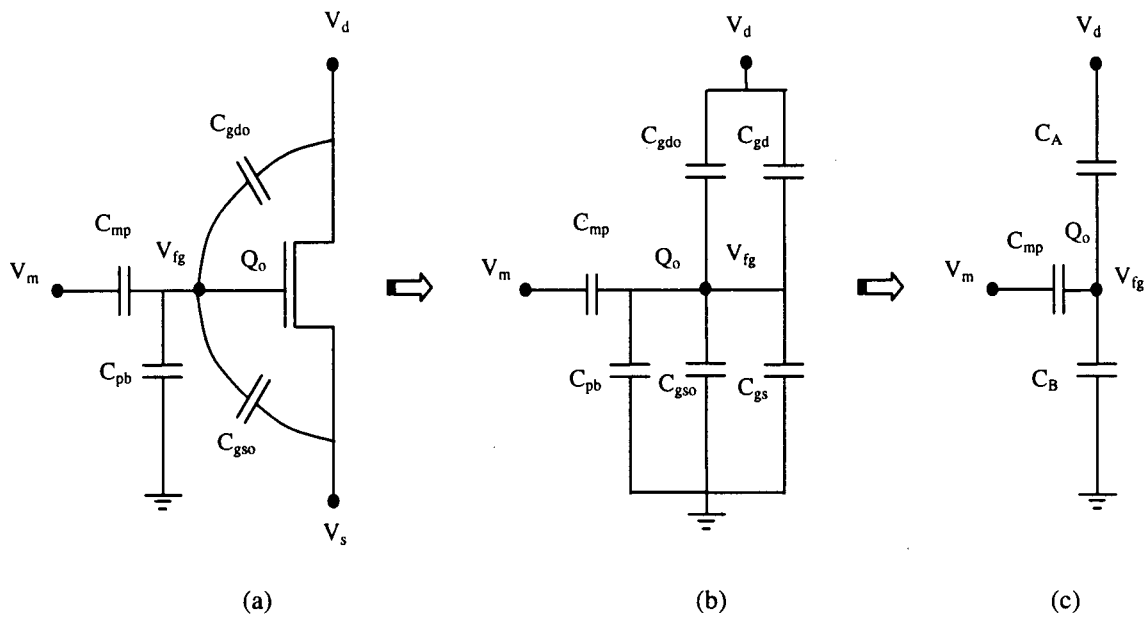 V_d
C_gdo
C_mp
V_fg
Q_o
V_m
C_pb
C_gso
V_s
(a)
V_d
C_gdo
C_gd
C_mp
Q_o
V_fg
V_m
C_pb
C_gso
C_gs
(b)
V_d
C_A
Q_o
C_mp
V_m
V_fg
C_B
(c)